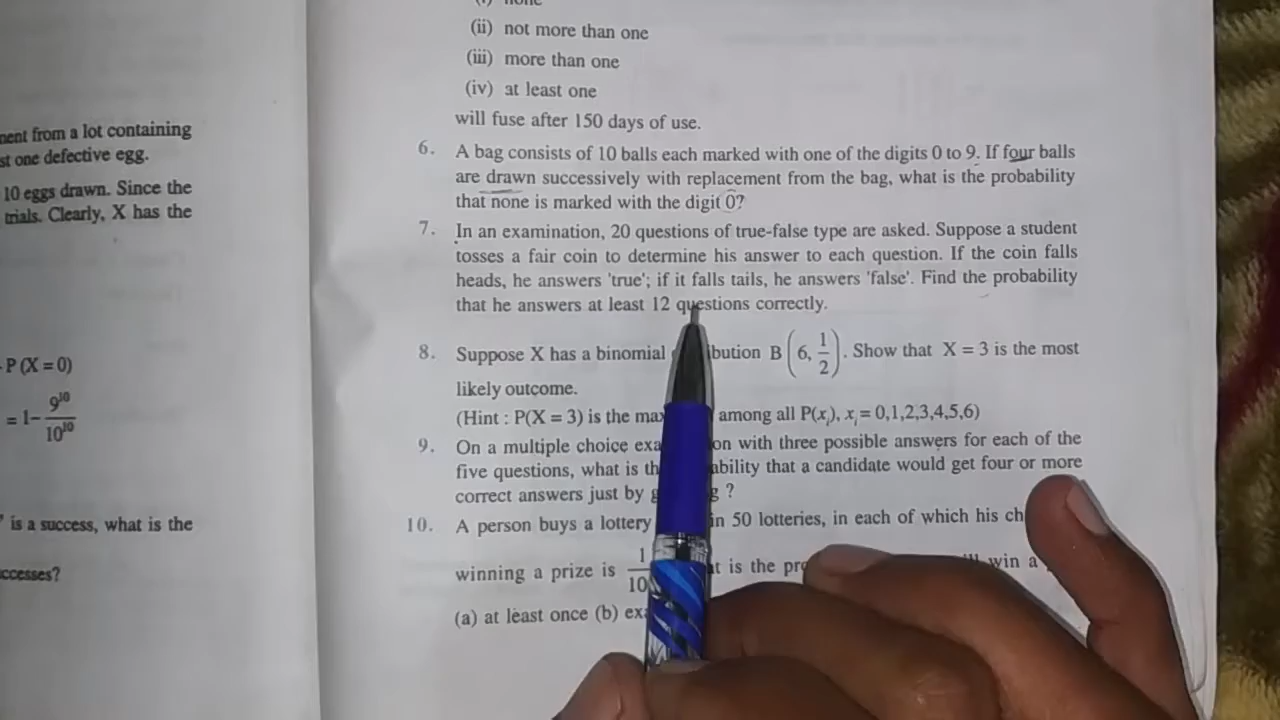 nent from a lot containing
st one defective egg.
10 eggs drawn. Since the
trials. Clearly, X has the
P (X = 0)
= 1- 9¹⁰/10¹⁰
is a success, what is the
ccesses?
(ii) not more than one
(iii) more than one
(iv) at least one
will fuse after 150 days of use.
6. A bag consists of 10 balls each marked with one of the digits 0 to 9. If four balls
are drawn successively with replacement from the bag, what is the probability
that none is marked with the digit 0?
7. In an examination, 20 questions of true-false type are asked. Suppose a student
tosses a fair coin to determine his answer to each question. If the coin falls
heads, he answers 'true'; if it falls tails, he answers 'false'. Find the probability
that he answers at least 12 questions correctly.
8. Suppose X has a binomial bution B(6, 1/2). Show that X = 3 is the most
likely outcome.
(Hint : P(X = 3) is the max among all P(xᵢ), xᵢ = 0,1,2,3,4,5,6)
9. On a multiple choice exa on with three possible answers for each of the
five questions, what is th ability that a candidate would get four or more
correct answers just by g g ?
10. A person buys a lottery in 50 lotteries, in each of which his ch
winning a prize is 1/10 t is the pr win a
(a) at least once (b) ex